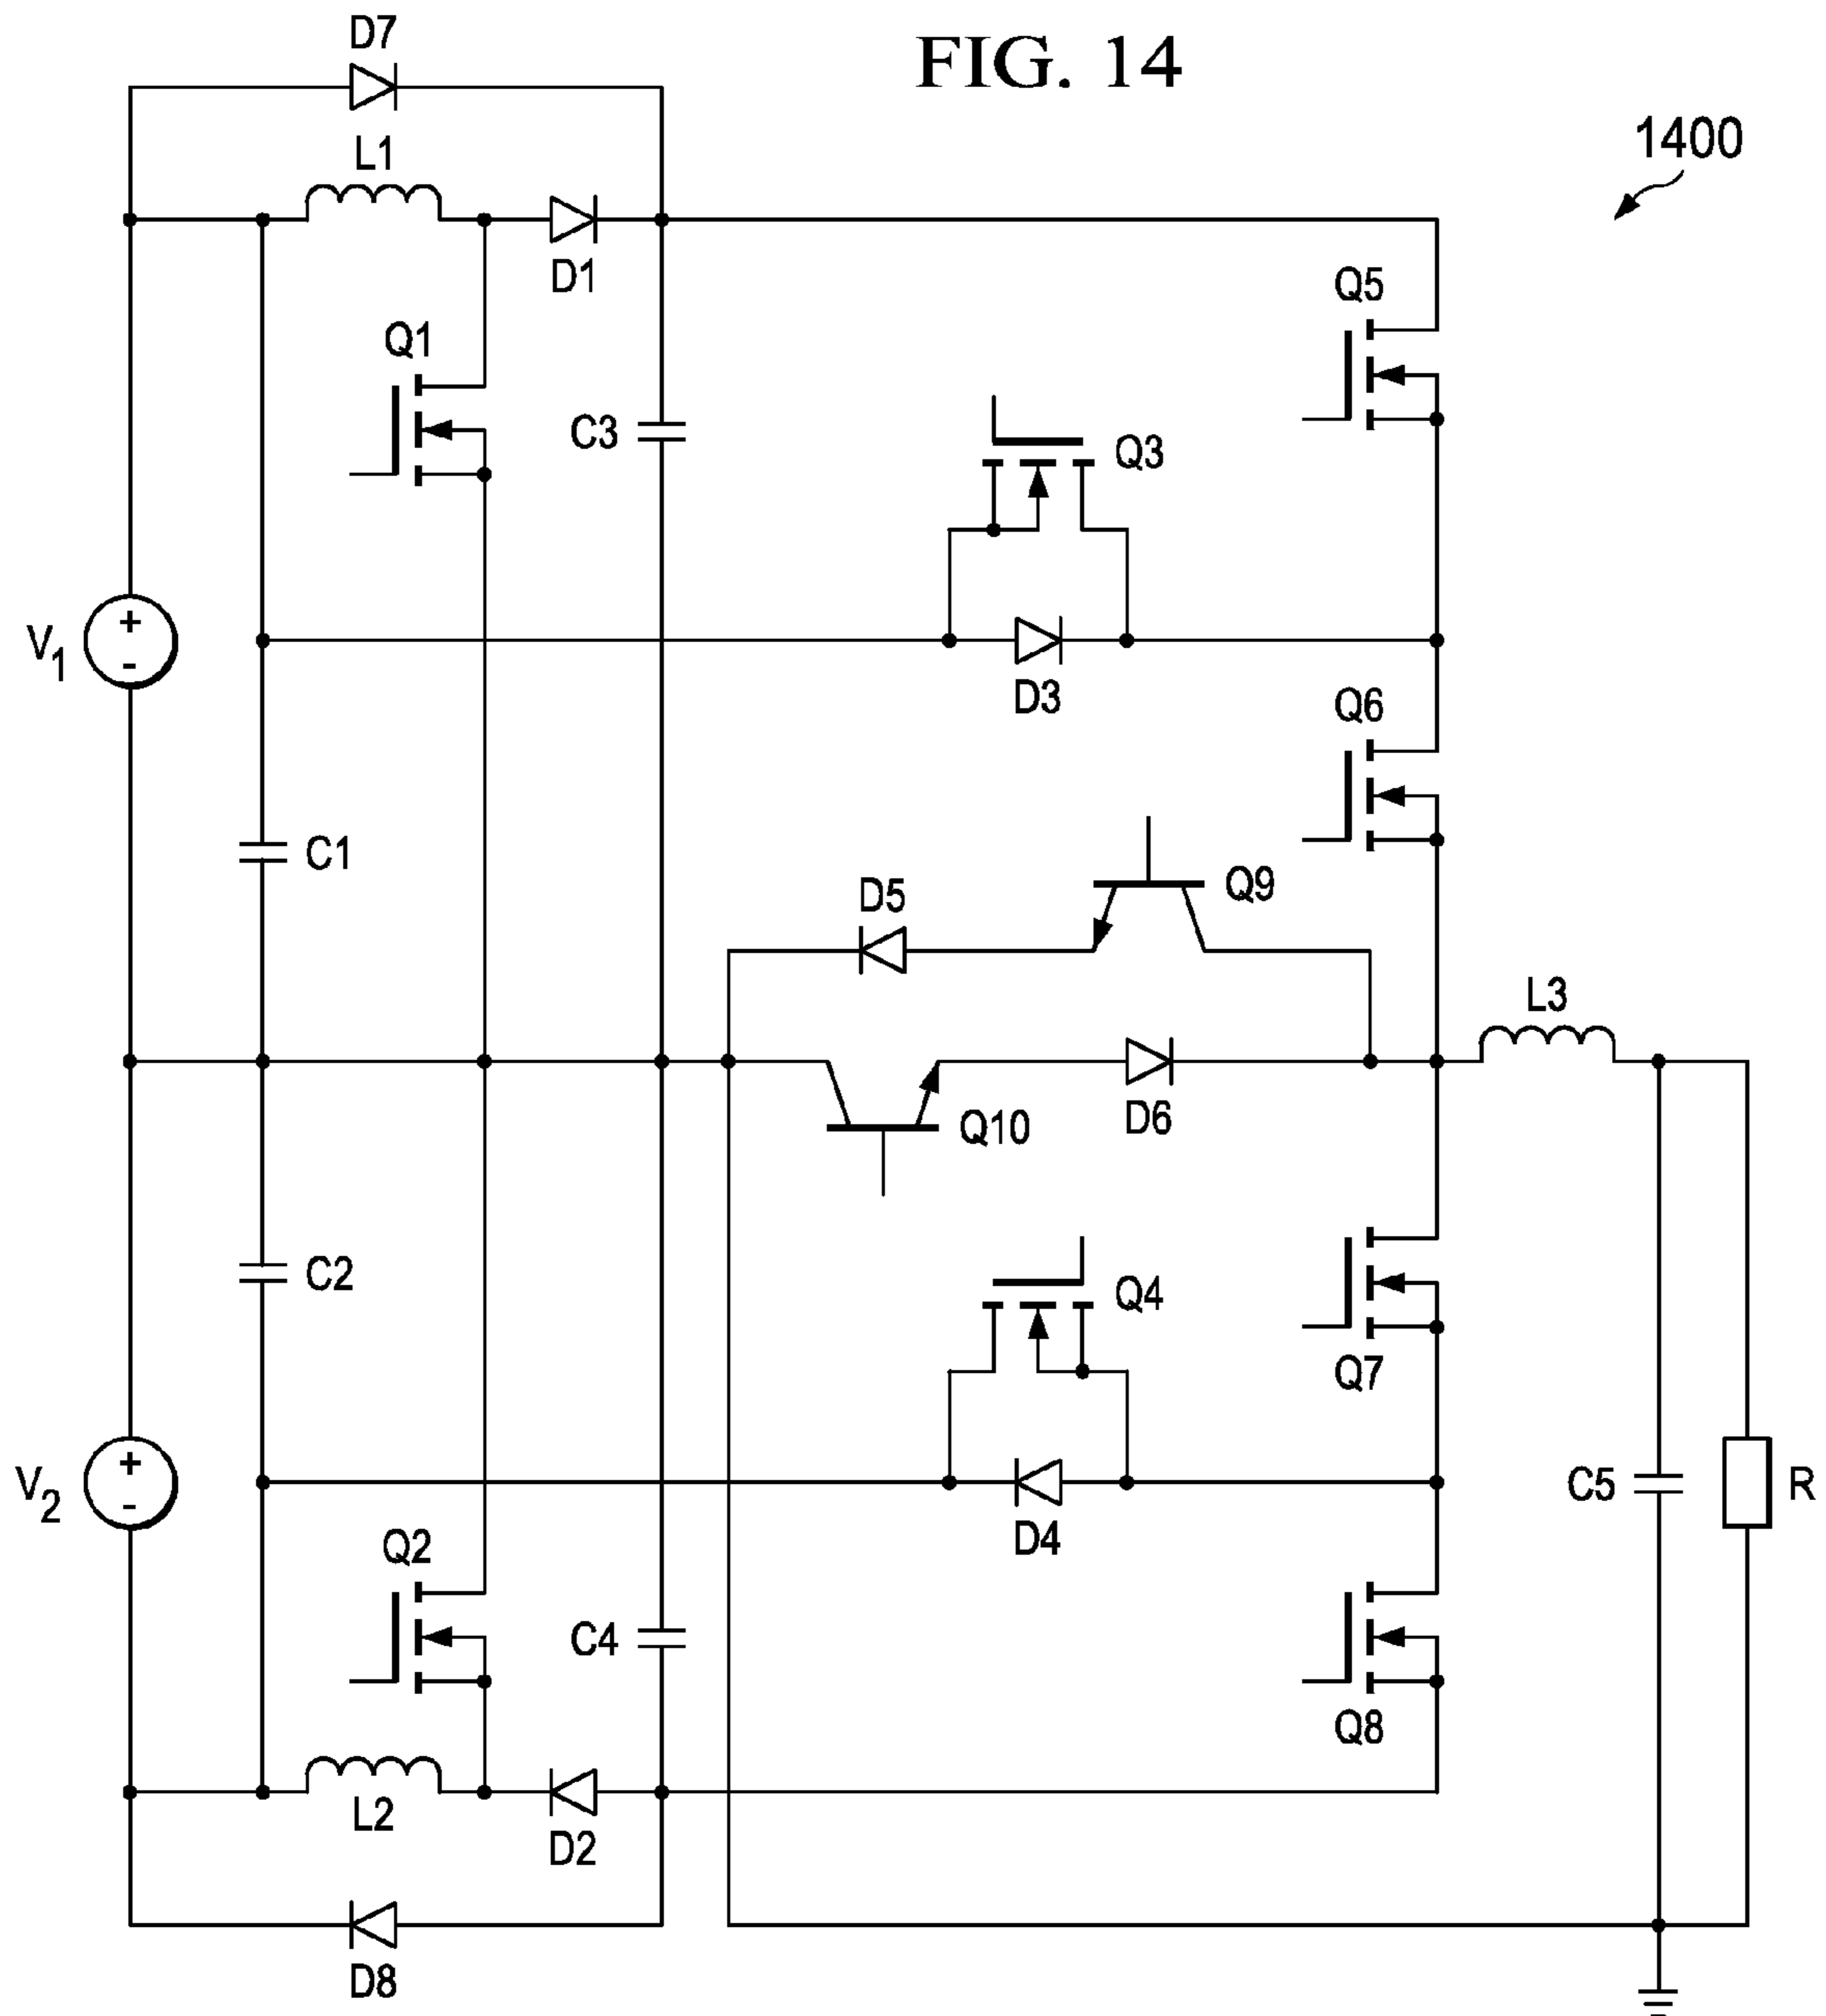 FIG. 14
1400
D7
L1
D1
Q1
Q5
C3
Q3
V1
+
-
D3
Q6
C1
D5
Q9
L3
Q10
D6
C2
Q4
Q7
V2
+
-
D4
C5
R
Q2
C4
Q8
L2
D2
D8